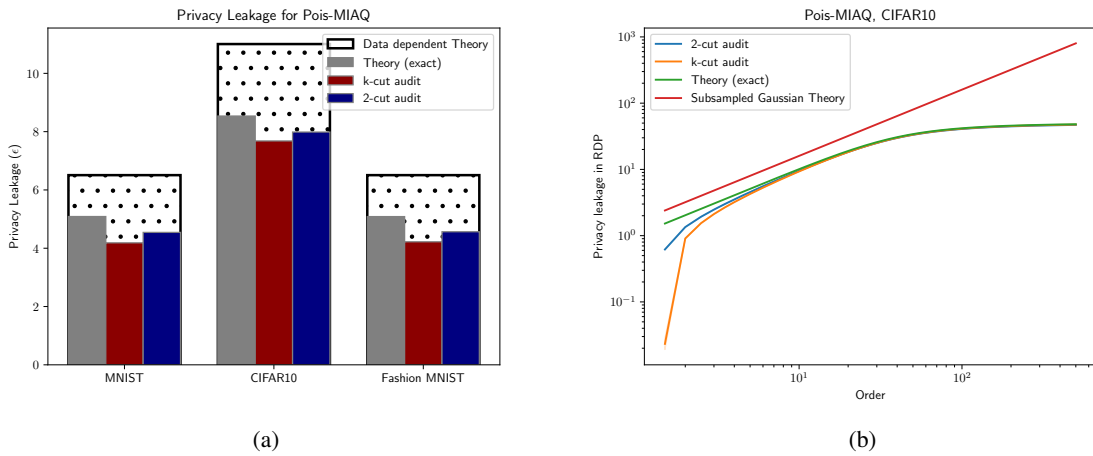 Privacy Leakage for Pois-MIAQ
Privacy Leakage (ϵ)
10
8
6
4
2
0
Data dependent Theory
Theory (exact)
k-cut audit
2-cut audit
MNIST
CIFAR10
Fashion MNIST
(a)
Pois-MIAQ, CIFAR10
Privacy leakage in RDP
10³
10²
10¹
10⁰
10⁻¹
2-cut audit
k-cut audit
Theory (exact)
Subsampled Gaussian Theory
10¹
10²
Order
(b)